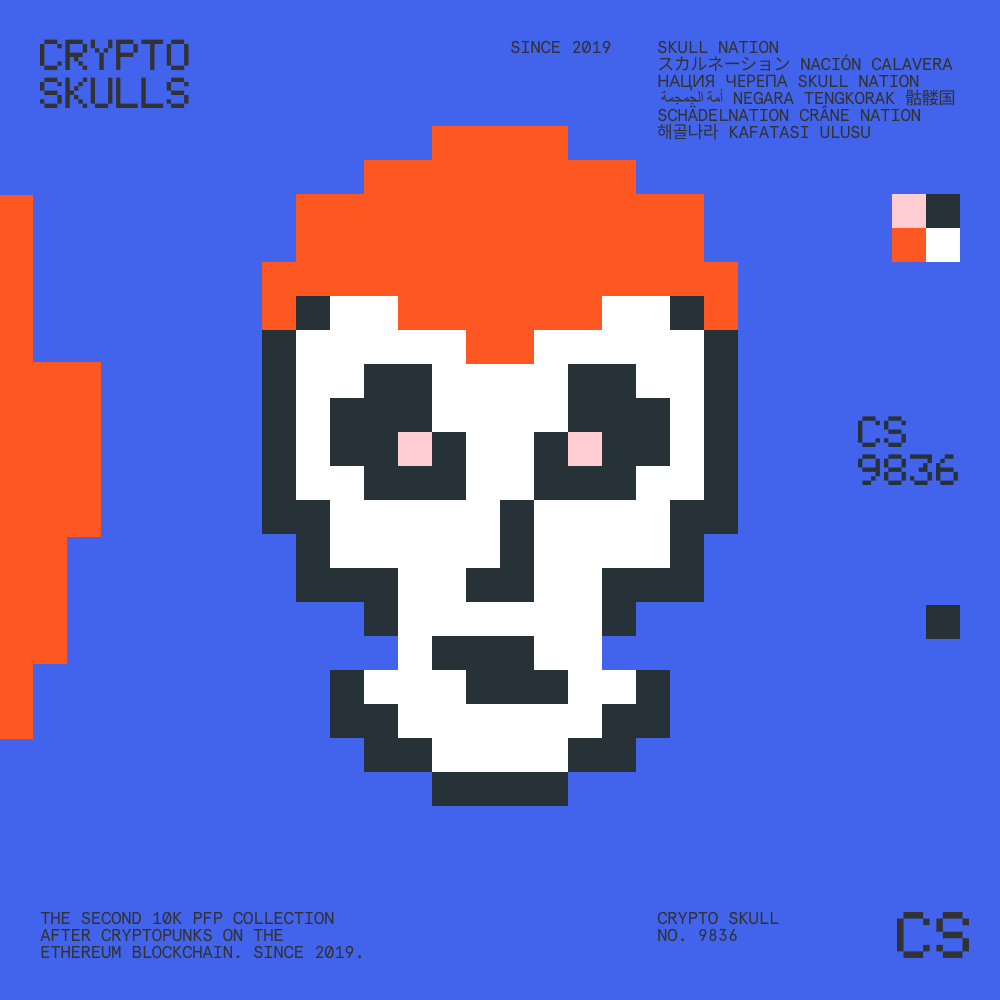 CRYPTO
SKULLS
SINCE 2019
SKULL NATION
スカルネーション NACIÓN CALAVERA
НАЦИЯ ЧЕРЕПА SKULL NATION
أمة الجمجمة NEGARA TENGKORAK 骷髅国
SCHÄDELNATION CRÂNE NATION
해골나라 KAFATASI ULUSU
CS
9836
THE SECOND 10K PFP COLLECTION
AFTER CRYPTOPUNKS ON THE
ETHEREUM BLOCKCHAIN. SINCE 2019.
CRYPTO SKULL
NO. 9836
CS